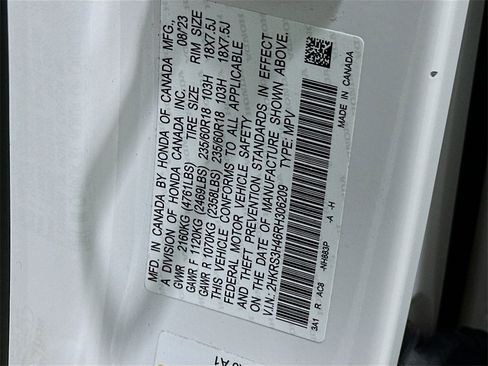 MFD. IN CANADA BY HONDA OF CANADA MFG.,
A DIVISION OF HONDA CANADA INC. 08/23
GVWR 2160KG (4761LBS) TIRE SIZE RIM SIZE
GAWR F 1120KG (2469LBS) 235/60R18 103H 18X7.5J
GAWR R 1070KG (2358LBS) 235/60R18 103H 18X7.5J
THIS VEHICLE CONFORMS TO ALL APPLICABLE
FEDERAL MOTOR VEHICLE SAFETY
AND THEFT PREVENTION STANDARDS IN EFFECT
ON THE DATE OF MANUFACTURE SHOWN ABOVE.
V.I.N: 2HKRS3H46RH306209 TYPE: MPV
3A1 R AC6 -NH883P A -H MADE IN CANADA
A1